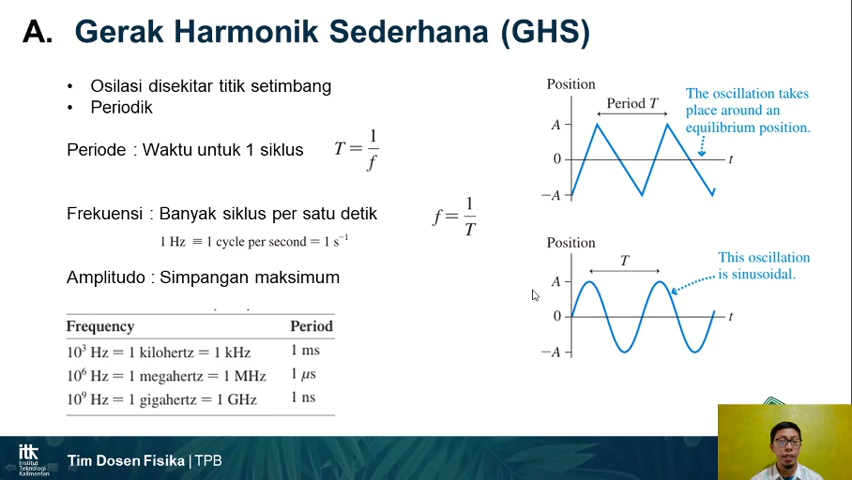 A. Gerak Harmonik Sederhana (GHS)
• Osilasi disekitar titik setimbang
• Periodik
Periode : Waktu untuk 1 siklus T = 1/f
Frekuensi : Banyak siklus per satu detik f = 1/T
1 Hz ≡ 1 cycle per second = 1 s⁻¹
Amplitudo : Simpangan maksimum
Frequency Period
10³ Hz = 1 kilohertz = 1 kHz 1 ms
10⁶ Hz = 1 megahertz = 1 MHz 1 μs
10⁹ Hz = 1 gigahertz = 1 GHz 1 ns
Position
Period T
The oscillation takes
place around an
equilibrium position.
A
0
t
−A
Position
T
This oscillation
is sinusoidal.
A
0
t
−A
itk
Institut
Teknologi
Kalimantan
Tim Dosen Fisika | TPB